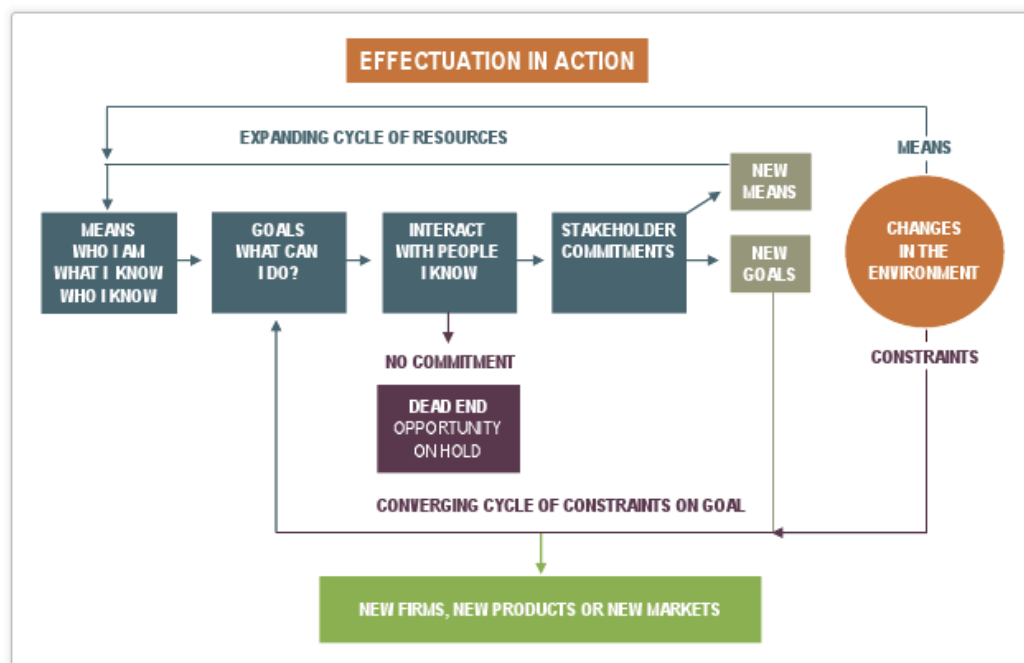 EFFECTUATION IN ACTION
EXPANDING CYCLE OF RESOURCES
MEANS
NEW
MEANS
MEANS
WHO I AM
WHAT I KNOW
WHO I KNOW
GOALS
WHAT CAN
I DO?
INTERACT
WITH PEOPLE
I KNOW
STAKEHOLDER
COMMITMENTS
NEW
GOALS
CHANGES
IN THE
ENVIRONMENT
NO COMMITMENT
CONSTRAINTS
DEAD END
OPPORTUNITY
ON HOLD
CONVERGING CYCLE OF CONSTRAINTS ON GOAL
NEW FIRMS, NEW PRODUCTS OR NEW MARKETS